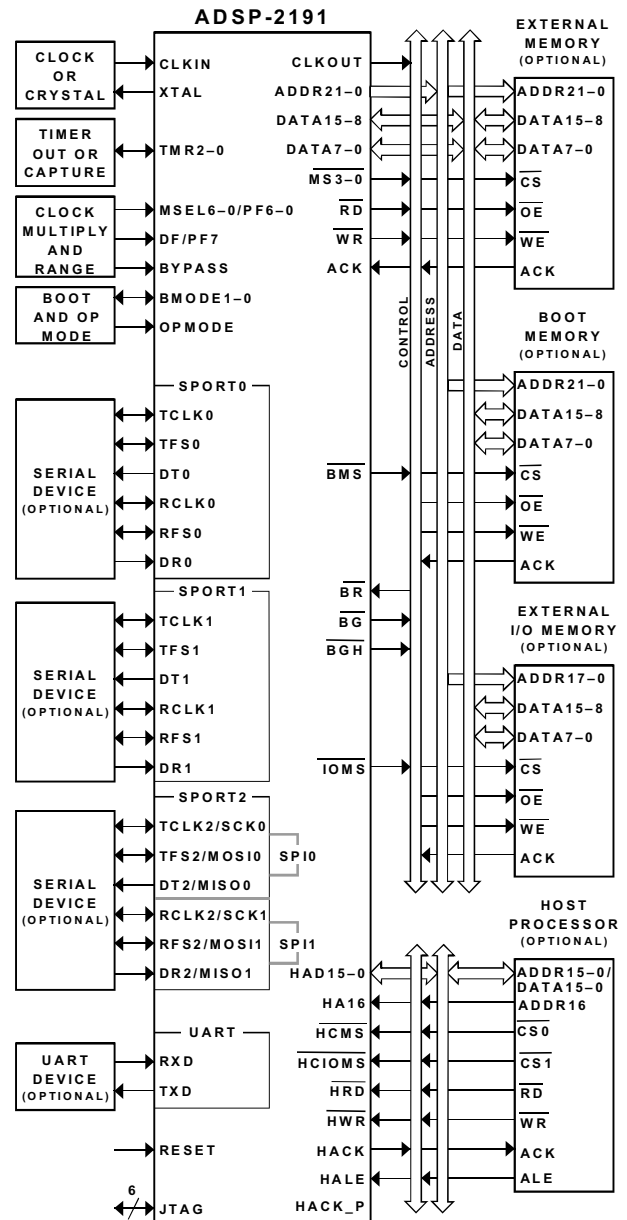 ADSP-2191
CLOCK
OR
CRYSTAL
CLKIN
XTAL
TIMER
OUT OR
CAPTURE
TMR2–0
CLOCK
MULTIPLY
AND
RANGE
MSEL6–0/PF6–0
DF/PF7
BYPASS
BOOT
AND OP
MODE
BMODE1–0
OPMODE
SPORT0
SERIAL
DEVICE
(OPTIONAL)
TCLK0
TFS0
DT0
RCLK0
RFS0
DR0
SPORT1
SERIAL
DEVICE
(OPTIONAL)
TCLK1
TFS1
DT1
RCLK1
RFS1
DR1
SPORT2
SERIAL
DEVICE
(OPTIONAL)
TCLK2/SCK0
TFS2/MOSI0
DT2/MISO0
SPI0
RCLK2/SCK1
RFS2/MOSI1
DR2/MISO1
SPI1
UART
UART
DEVICE
(OPTIONAL)
RXD
TXD
RESET
6
JTAG
CLKOUT
ADDR21–0
DATA15–8
DATA7–0
MS3–0
RD
WR
ACK
BMS
BR
BG
BGH
IOMS
HAD15–0
HA16
HCMS
HCIOMS
HRD
HWR
HACK
HALE
HACK_P
CONTROL
ADDRESS
DATA
EXTERNAL
MEMORY
(OPTIONAL)
ADDR21–0
DATA15–8
DATA7–0
CS
OE
WE
ACK
BOOT
MEMORY
(OPTIONAL)
ADDR21–0
DATA15–8
DATA7–0
CS
OE
WE
ACK
EXTERNAL
I/O MEMORY
(OPTIONAL)
ADDR17–0
DATA15–8
DATA7–0
CS
OE
WE
ACK
HOST
PROCESSOR
(OPTIONAL)
ADDR15–0/
DATA15–0
ADDR16
CS0
CS1
RD
WR
ACK
ALE